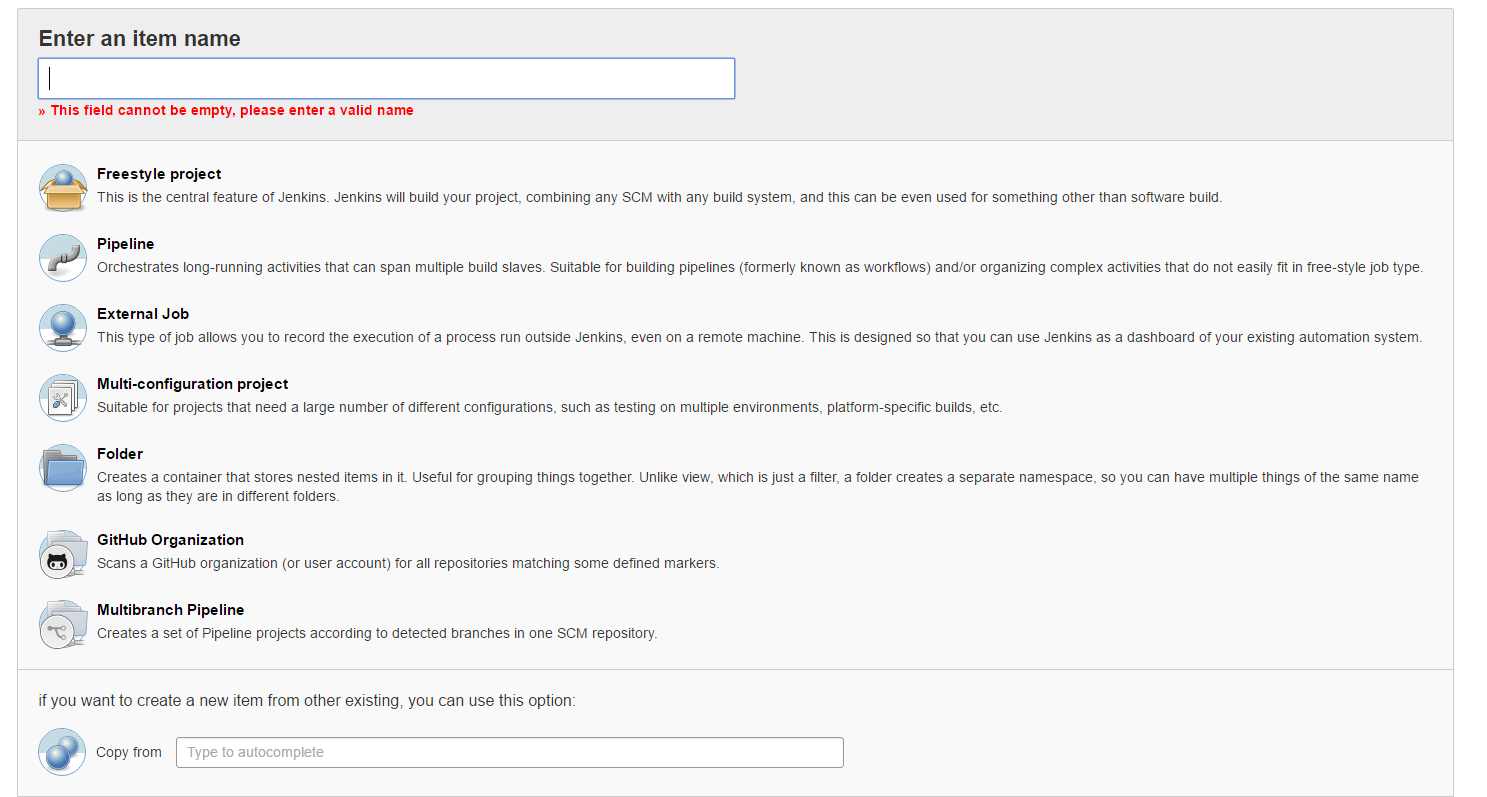 Enter an item name
» This field cannot be empty, please enter a valid name
Freestyle project
This is the central feature of Jenkins. Jenkins will build your project, combining any SCM with any build system, and this can be even used for something other than software build.
Pipeline
Orchestrates long-running activities that can span multiple build slaves. Suitable for building pipelines (formerly known as workflows) and/or organizing complex activities that do not easily fit in free-style job type.
External Job
This type of job allows you to record the execution of a process run outside Jenkins, even on a remote machine. This is designed so that you can use Jenkins as a dashboard of your existing automation system.
Multi-configuration project
Suitable for projects that need a large number of different configurations, such as testing on multiple environments, platform-specific builds, etc.
Folder
Creates a container that stores nested items in it. Useful for grouping things together. Unlike view, which is just a filter, a folder creates a separate namespace, so you can have multiple things of the same name
as long as they are in different folders.
GitHub Organization
Scans a GitHub organization (or user account) for all repositories matching some defined markers.
Multibranch Pipeline
Creates a set of Pipeline projects according to detected branches in one SCM repository.
if you want to create a new item from other existing, you can use this option:
Copy from
Type to autocomplete